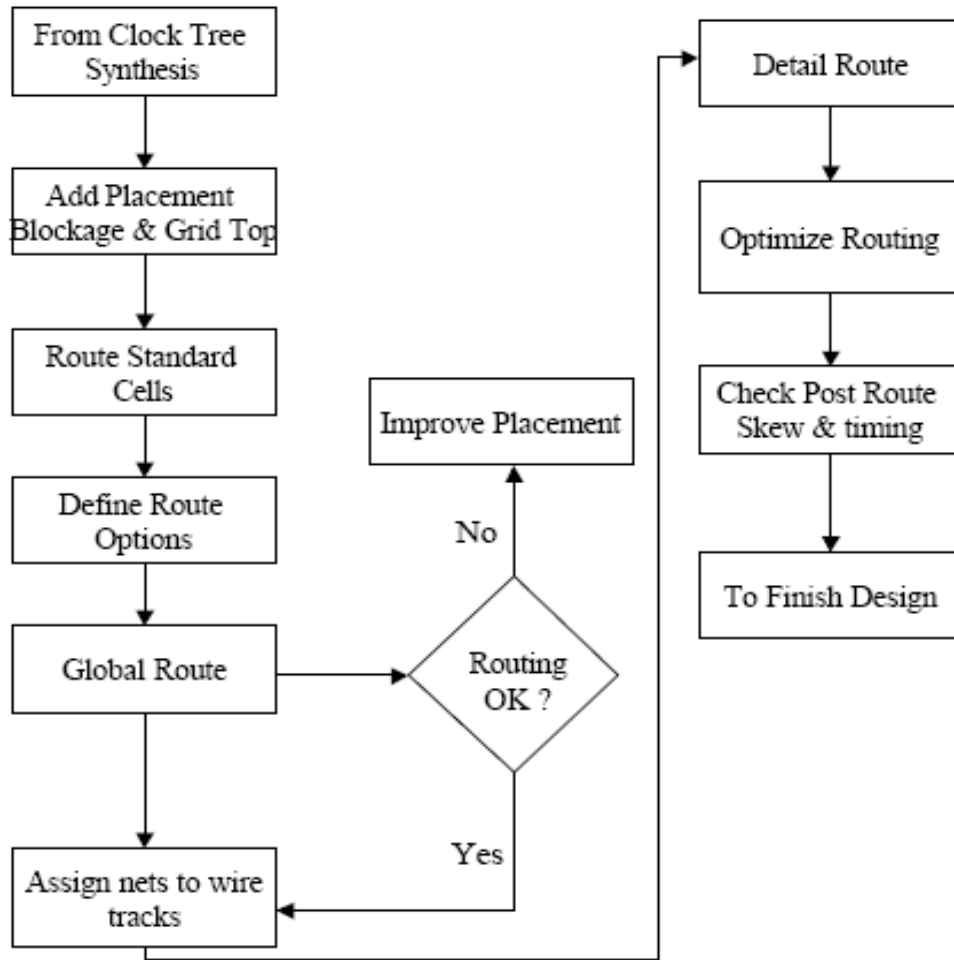 From Clock Tree
Synthesis
Add Placement
Blockage & Grid Top
Route Standard
Cells
Define Route
Options
Global Route
Routing
OK ?
No
Improve Placement
Yes
Assign nets to wire
tracks
Detail Route
Optimize Routing
Check Post Route
Skew & timing
To Finish Design